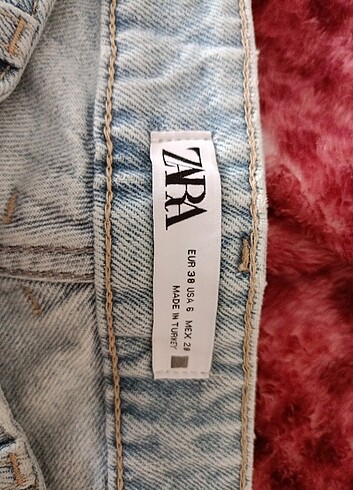 ZARA
EUR 38 USA 6 MEX 28
MADE IN TURKEY